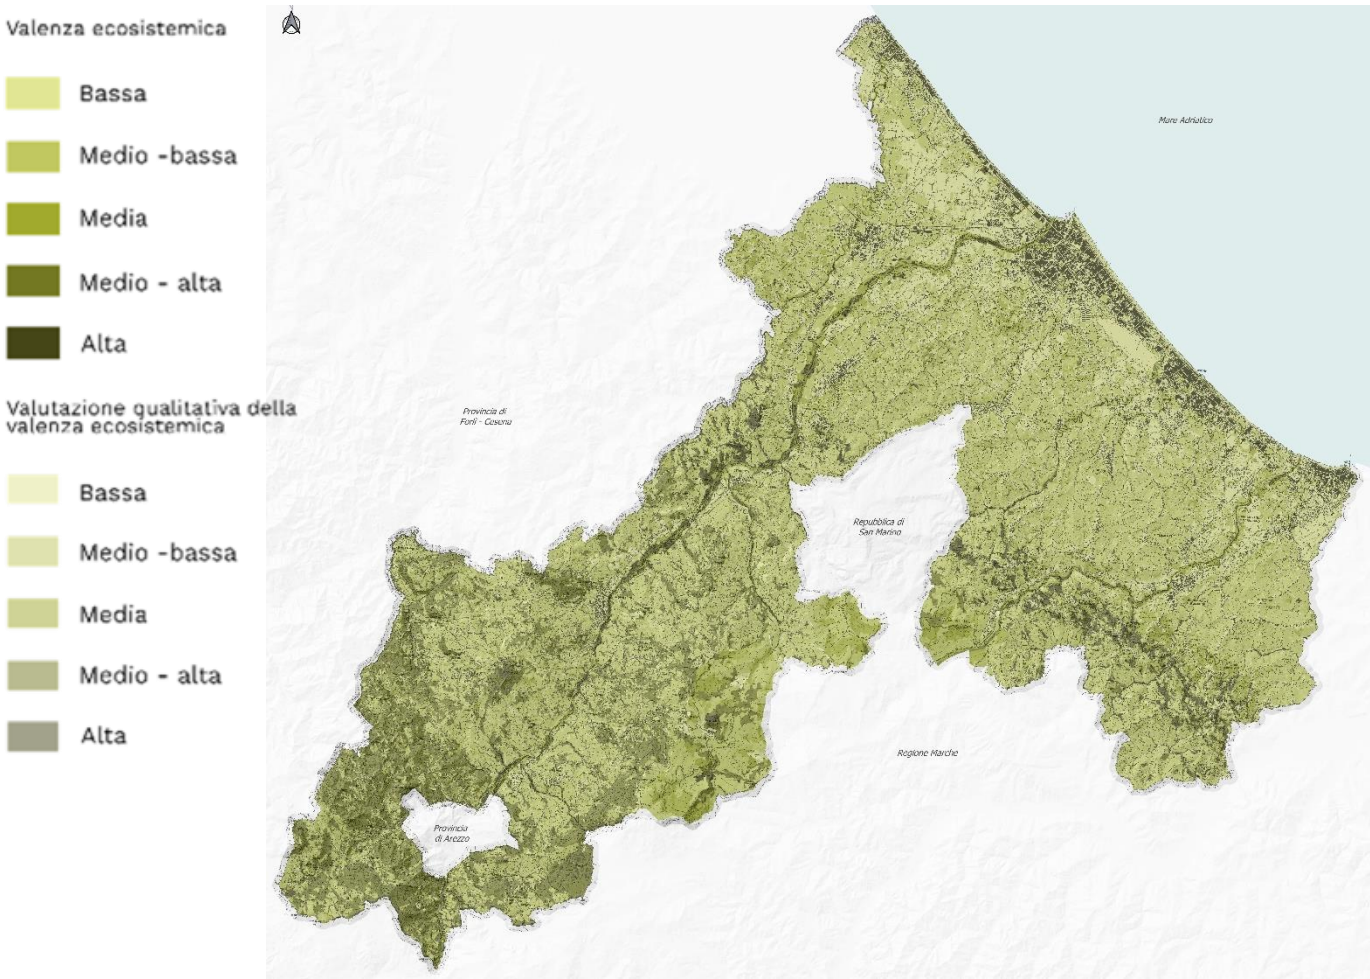 Valenza ecosistemica
Bassa
Medio -bassa
Media
Medio - alta
Alta
Valutazione qualitativa della
valenza ecosistemica
Bassa
Medio -bassa
Media
Medio - alta
Alta
Mare Adriatico
Provincia di
Forlì - Cesena
Repubblica di
San Marino
Regione Marche
Provincia
di Arezzo